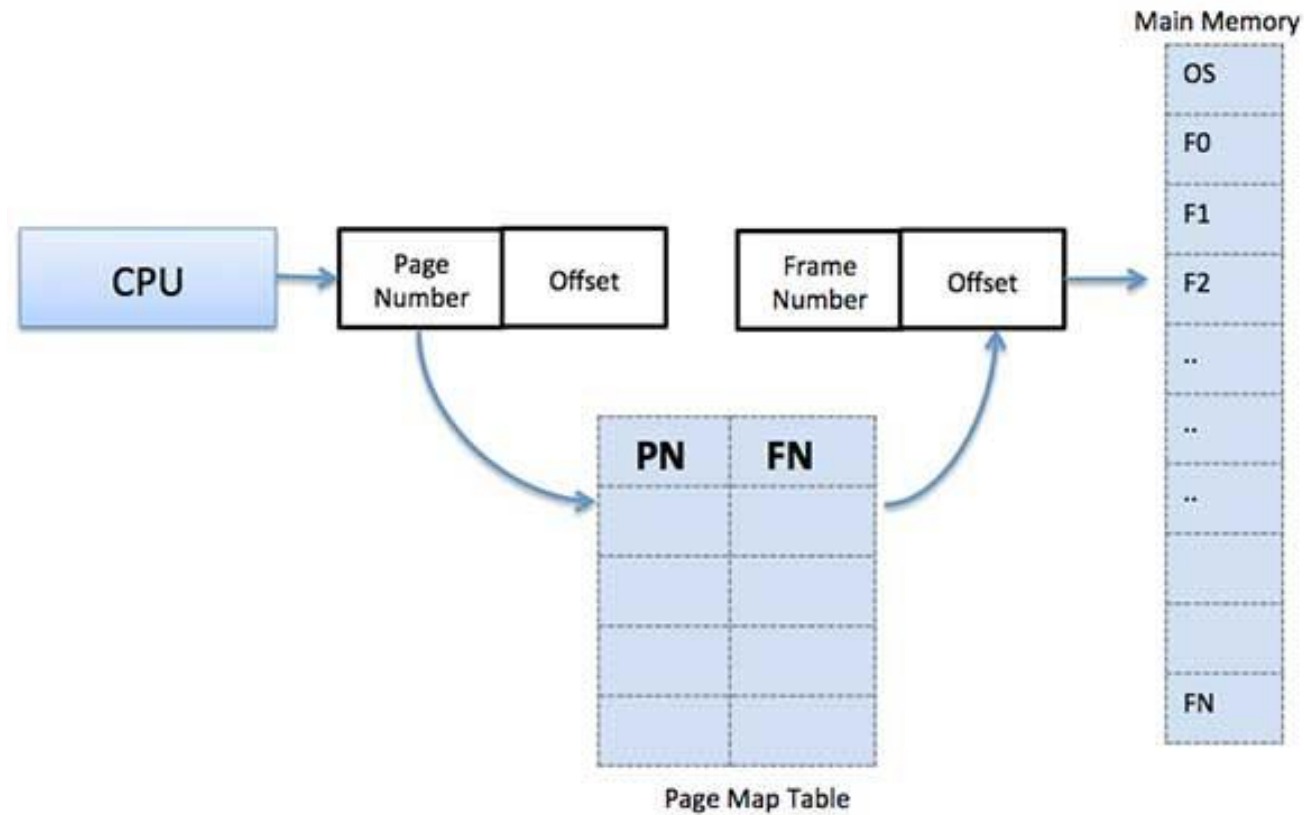 Main Memory
OS
F0
F1
F2
..
..
..
FN
CPU
Page
Number
Offset
Frame
Number
Offset
PN FN
Page Map Table